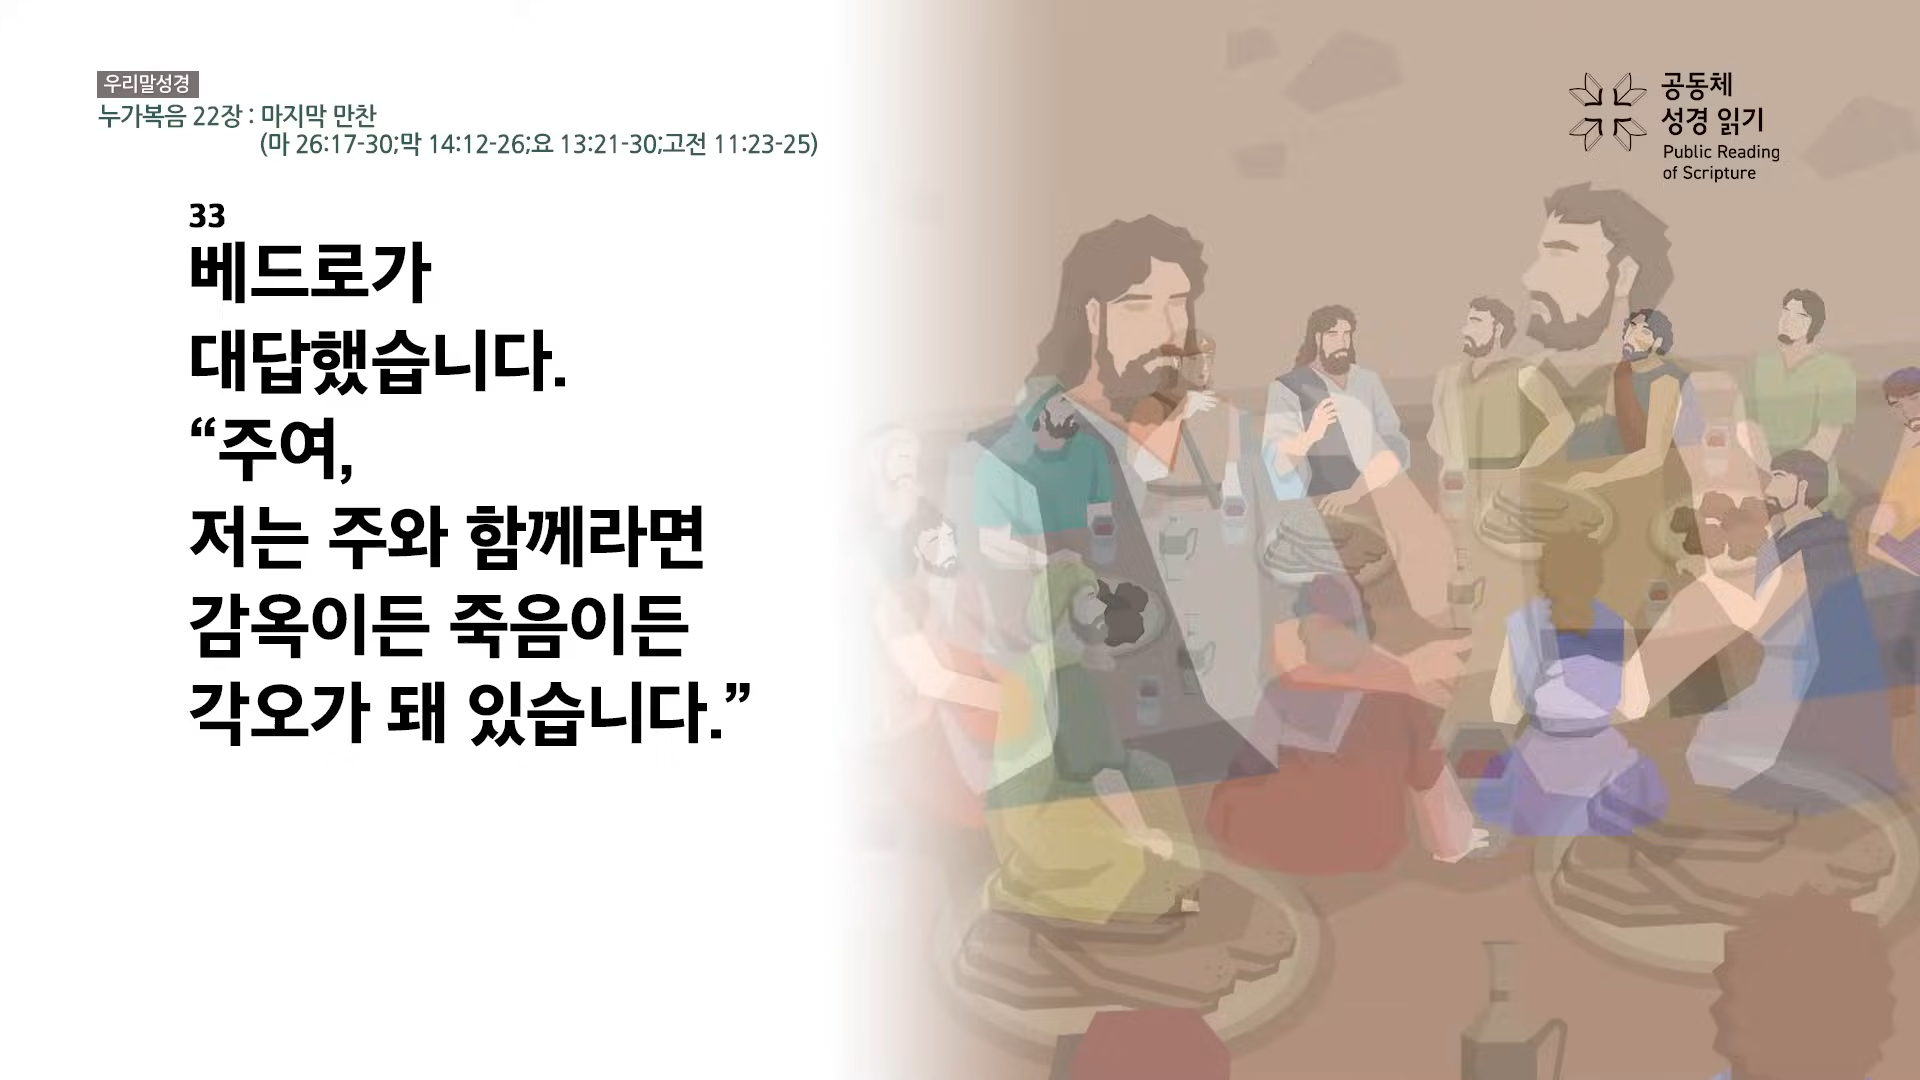 우리말성경
누가복음 22장 : 마지막 만찬
(마 26:17-30;막 14:12-26;요 13:21-30;고전 11:23-25)
공동체
성경 읽기
Public Reading
of Scripture
33
베드로가
대답했습니다.
“주여,
저는 주와 함께라면
감옥이든 죽음이든
각오가 돼 있습니다.”